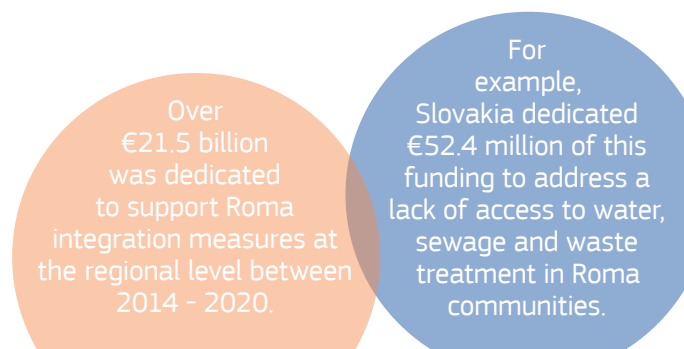 Over
€21.5 billion
was dedicated
to support Roma
integration measures at
the regional level between
2014 - 2020.
For
example,
Slovakia dedicated
€52.4 million of this
funding to address a
lack of access to water,
sewage and waste
treatment in Roma
communities.